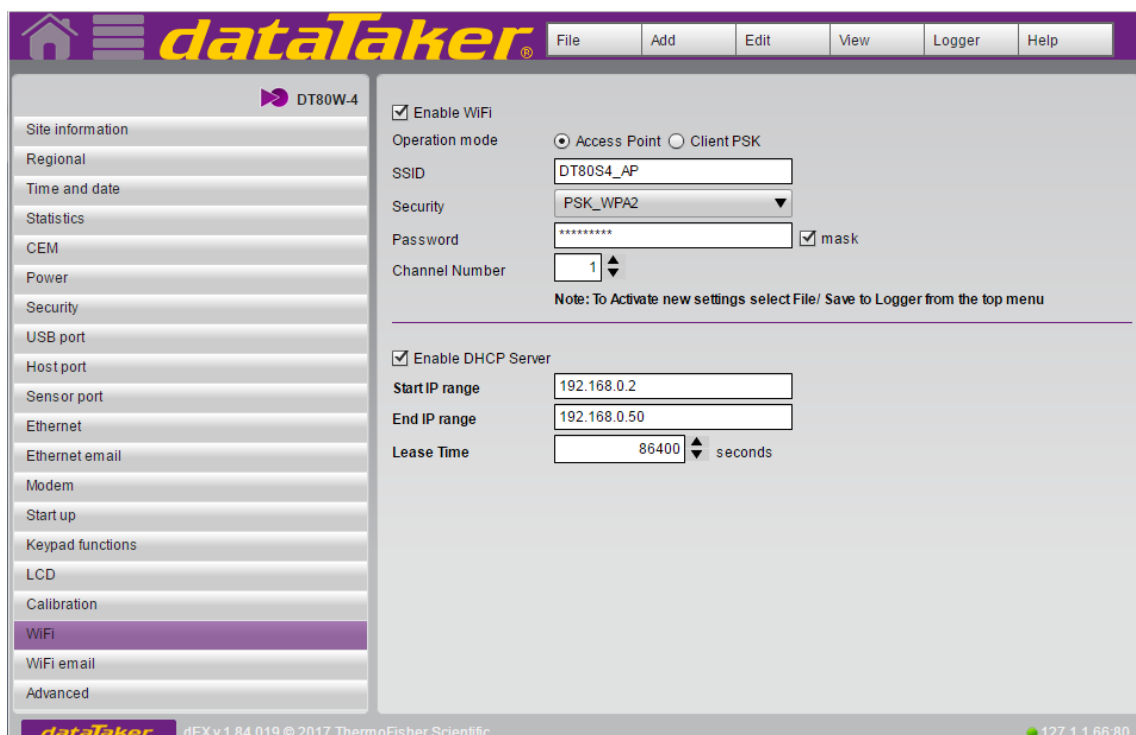 dataTaker®
File Add Edit View Logger Help
DT80W-4
Site information
Regional
Time and date
Statistics
CEM
Power
Security
USB port
Host port
Sensor port
Ethernet
Ethernet email
Modem
Start up
Keypad functions
LCD
Calibration
WiFi
WiFi email
Advanced
Enable WiFi
Operation mode Access Point Client PSK
SSID DT80S4_AP
Security PSK_WPA2
Password ********* mask
Channel Number 1
Note: To Activate new settings select File/ Save to Logger from the top menu
Enable DHCP Server
Start IP range 192.168.0.2
End IP range 192.168.0.50
Lease Time 86400 seconds
dataTaker dEX v 1.84.019 © 2017 ThermoFisher Scientific 127.1.1.66:80